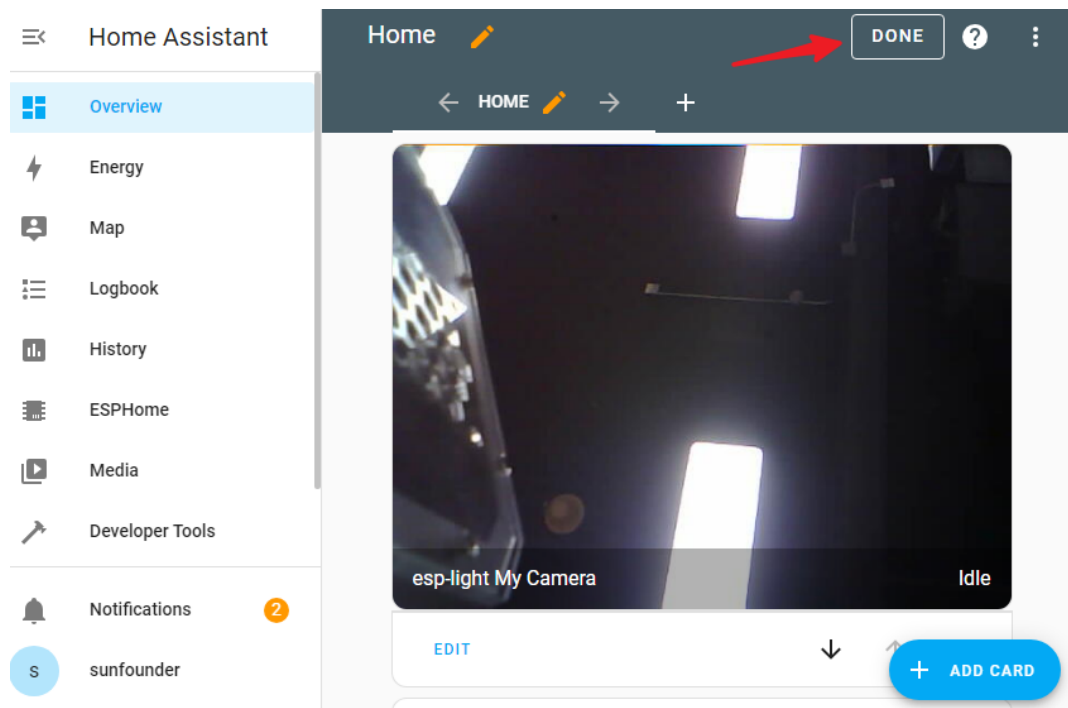 Home Assistant
Overview
Energy
Map
Logbook
History
ESPHome
Media
Developer Tools
Notifications
2
S
sunfounder
Home
DONE
HOME
esp-light My Camera
Idle
EDIT
ADD CARD